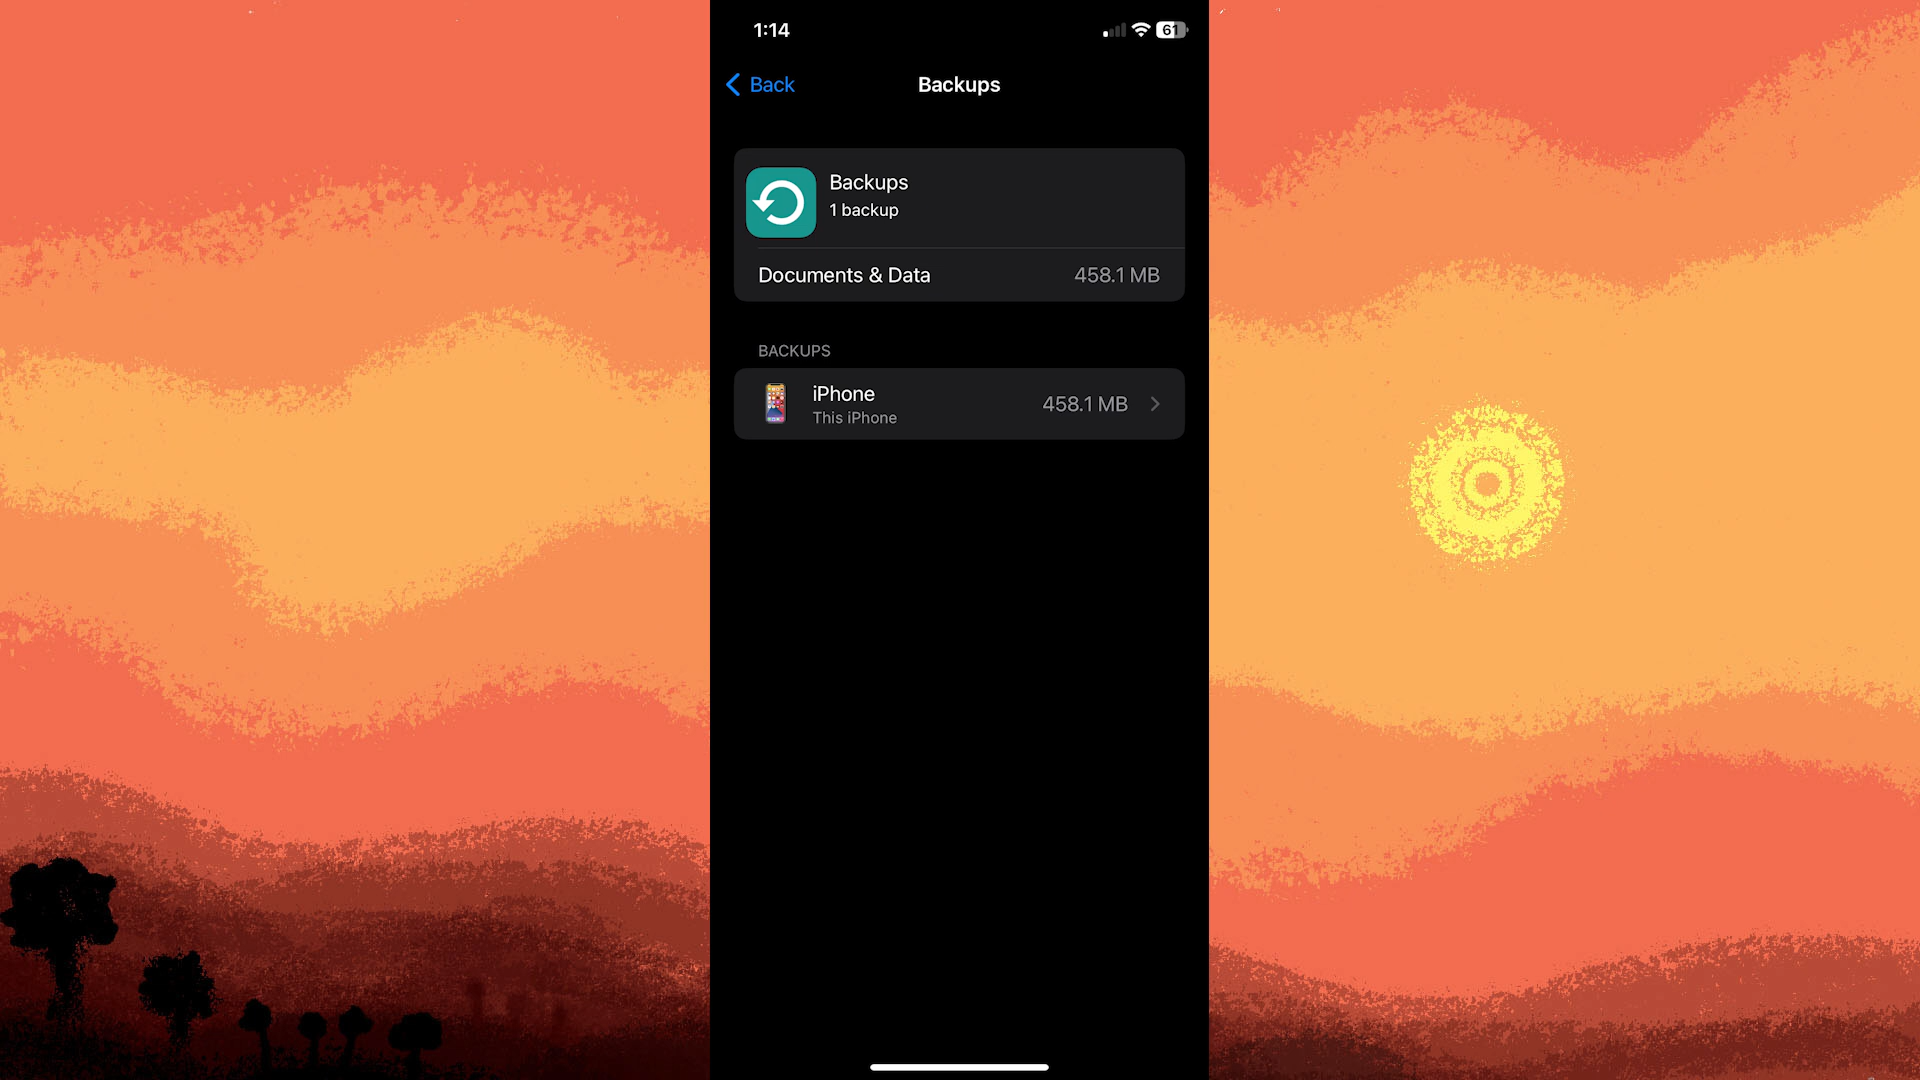 1:14
61
Back
Backups
Backups
1 backup
Documents & Data 458.1 MB
BACKUPS
iPhone
This iPhone
458.1 MB